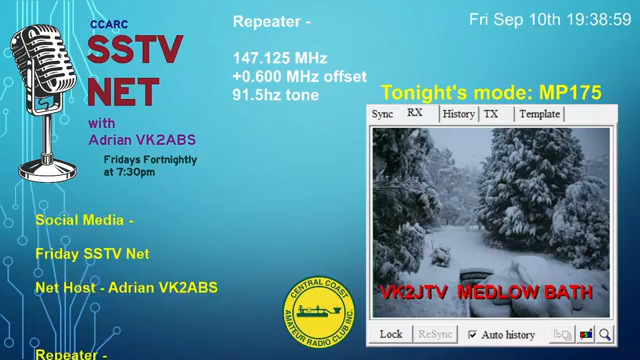 CCARC
SSTV
NET
with
Adrian VK2ABS
Fridays Fortnightly
at 7:30pm
Repeater -
147.125 MHz
+0.600 MHz offset
91.5hz tone
Fri Sep 10th 19:38:59
Tonight's mode: MP175
Sync RX History TX Template
VK2JTV MEDLOW BATH
Lock ReSync Auto history
Social Media -
Friday SSTV Net
Net Host - Adrian VK2ABS
CENTRAL COAST
AMATEUR RADIO CLUB INC.
Repeater -